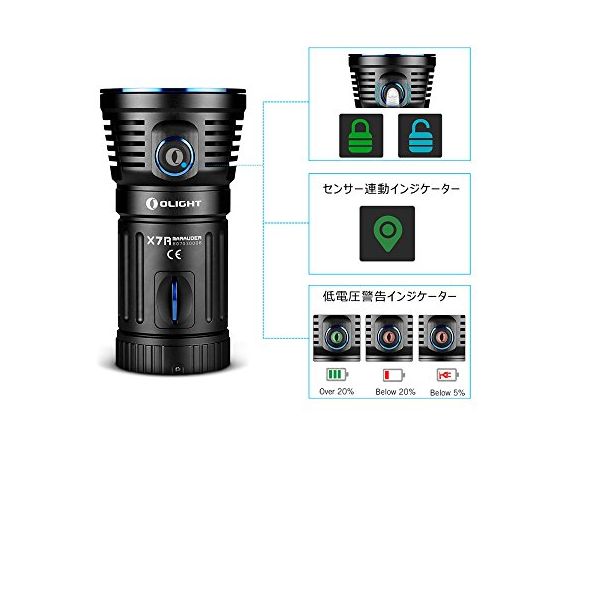 OLIGHT
X7R MARAUDER
CE
センサー連動インジケーター
低電圧警告インジケーター
Over 20%
Below 20%
Below 5%